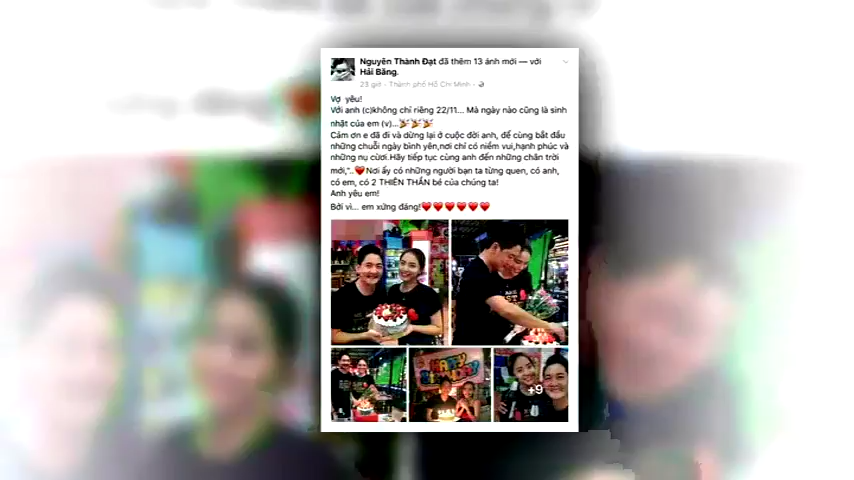 Nguyễn Thành Đạt đã thêm 13 ảnh mới — với
Hải Băng.
23 giờ · Thành phố Hồ Chí Minh ·
Vợ yêu!
Với anh (c)không chỉ riêng 22/11... Mà ngày nào cũng là sinh
nhật của em (v)...🎉🎉🎉
Cảm ơn e đã đi và dừng lại ở cuộc đời anh, để cùng bắt đầu
những chuỗi ngày bình yên,nơi chỉ có niềm vui,hạnh phúc và
những nụ cười.Hãy tiếp tục cùng anh đến những chân trời
mới,"..❤️Nơi ấy có những người bạn ta từng quen, có anh,
có em, có 2 THIÊN THẦN bé của chúng ta!
Anh yêu em!
Bởi vì... em xứng đáng!❤️❤️❤️❤️❤️❤️
HAPPY
BIRTHDAY
+9